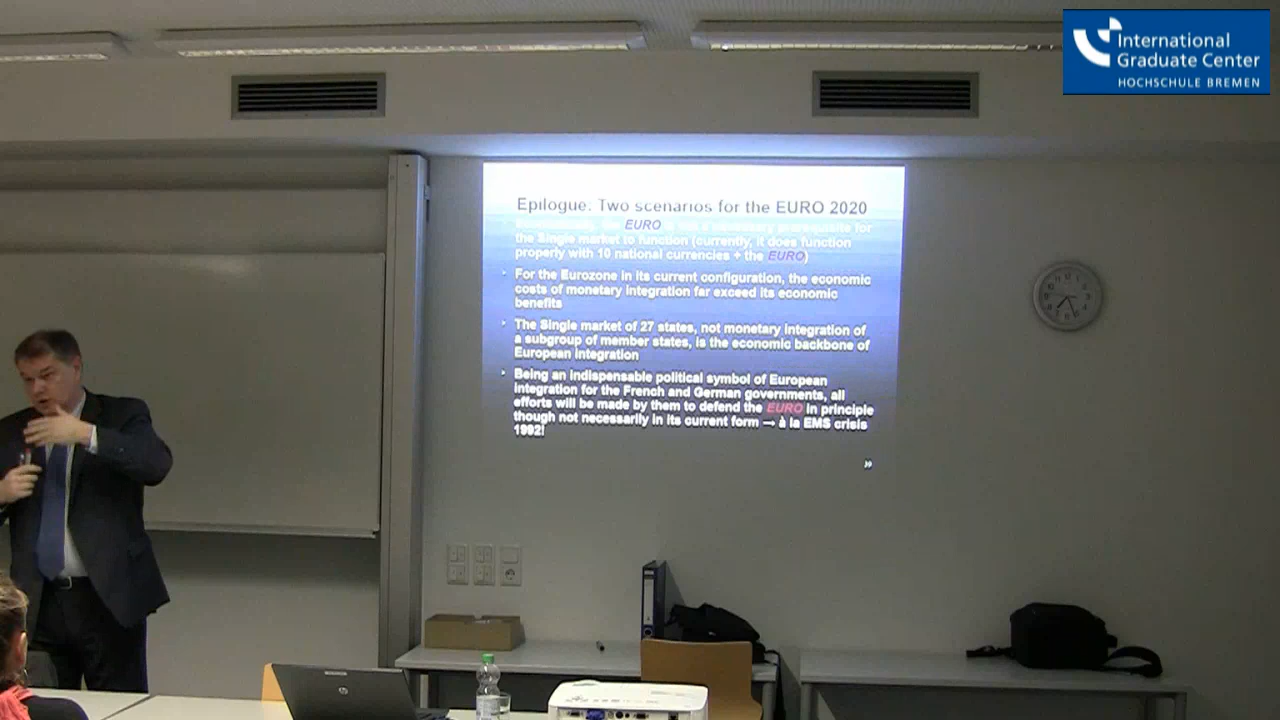 International
Graduate Center
HOCHSCHULE BREMEN
Epilogue: Two scenarios for the EURO 2020
EURO prerequisite for
the Single market to function (currently, it does function
properly with 10 national currencies + the EURO)
For the Eurozone in its current configuration, the economic
costs of monetary integration far exceed its economic
benefits
The Single market of 27 states, not monetary integration of
a subgroup of member states, is the economic backbone of
European integration
Being an indispensable political symbol of European
integration for the French and German governments, all
efforts will be made by them to defend the EURO in principle
though not necessarily in its current form → à la EMS crisis
1992!
»
hp